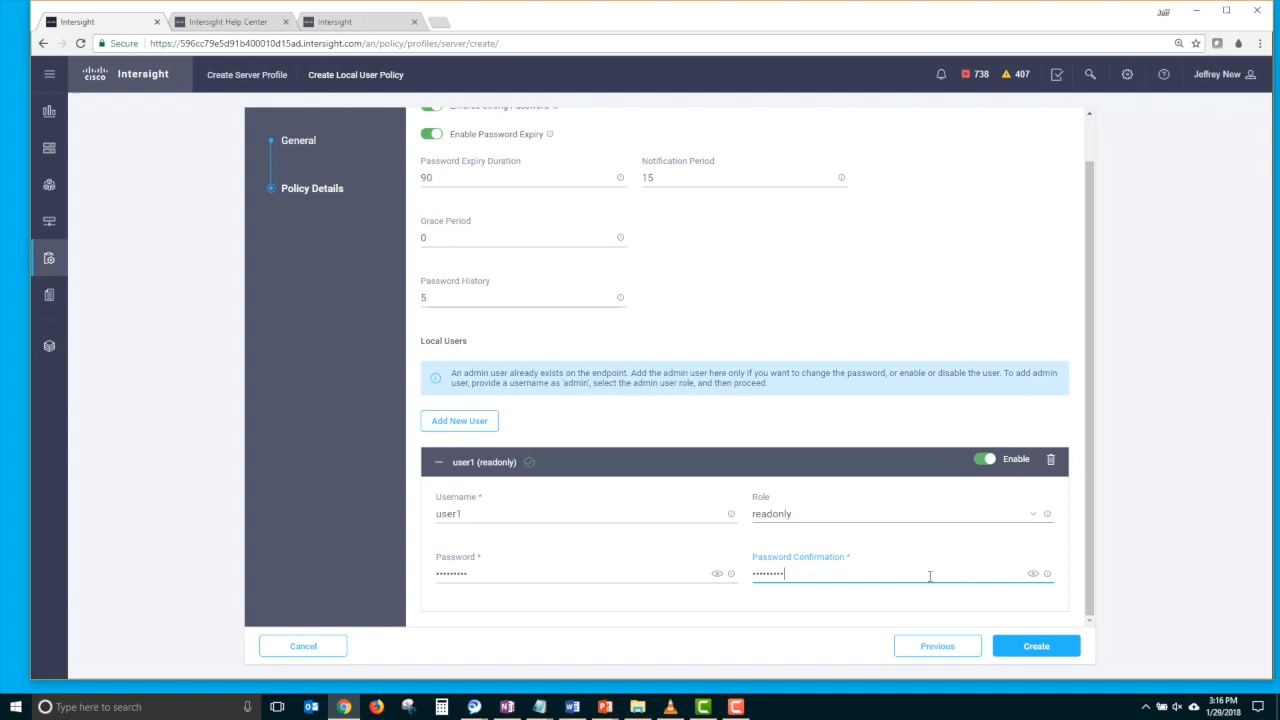 Intersight
Intersight Help Center
Intersight
Secure
https://596cc79e5d91b400010d15ad.intersight.com/an/policy/profiles/server/create/
CISCO
Intersight
Create Server Profile
Create Local User Policy
738
407
Jeffrey New
General
Policy Details
Enforce Strong Password
Enable Password Expiry
Password Expiry Duration
Notification Period
90
15
Grace Period
0
Password History
5
Local Users
An admin user already exists on the endpoint. Add the admin user here only if you want to change the password, or enable or disable the user. To add admin
user, provide a username as 'admin', select the admin user role, and then proceed.
Add New User
user1 (readonly)
Enable
Username *
Role
user1
readonly
Password *
Password Confirmation *
•••••••••
•••••••••
Cancel
Previous
Create
Type here to search
3:16 PM
1/29/2018